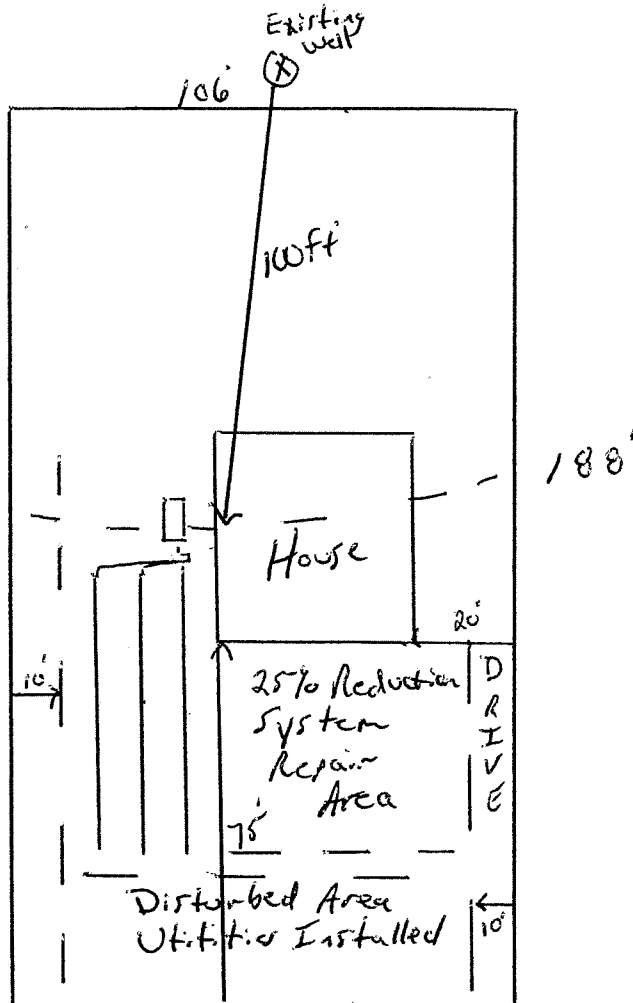 Existing
well
106'
100ft'
188'
House
20'
10'
25% Reduction
System
Repair
Area
DRIVE
75'
Disturbed Area
Utilities Installed
10'